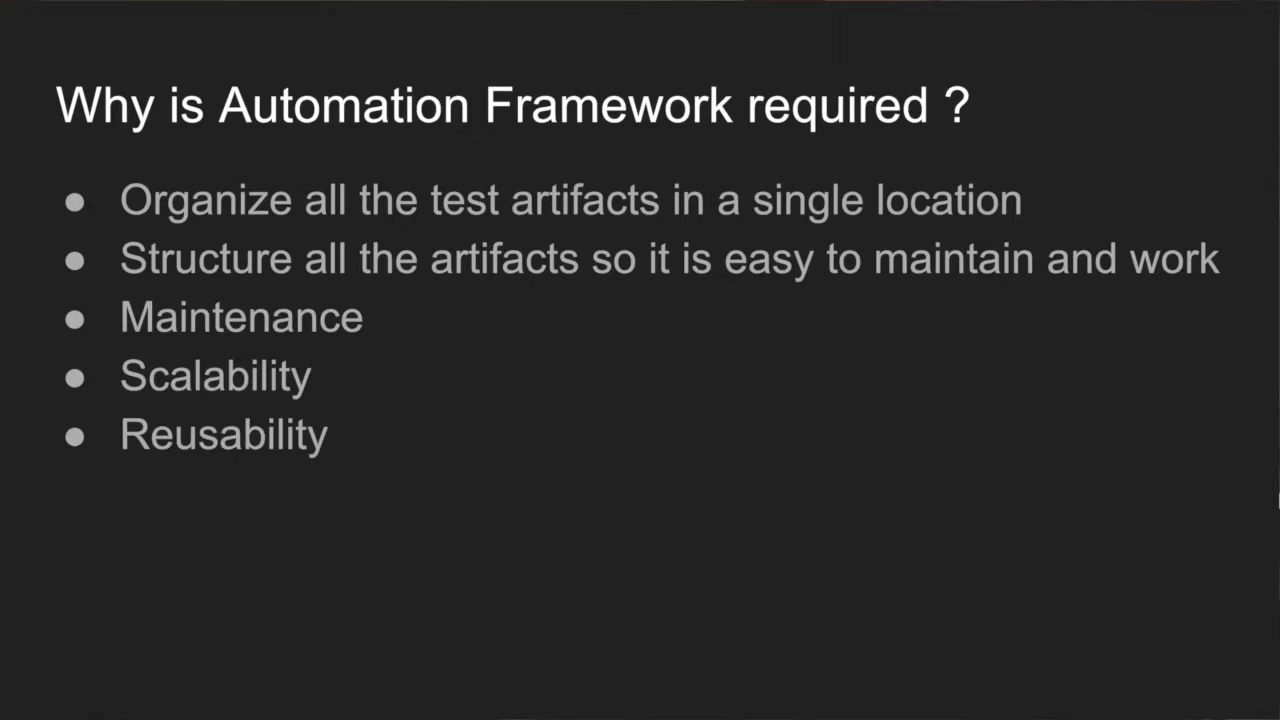 Why is Automation Framework required ?
● Organize all the test artifacts in a single location
● Structure all the artifacts so it is easy to maintain and work
● Maintenance
● Scalability
● Reusability